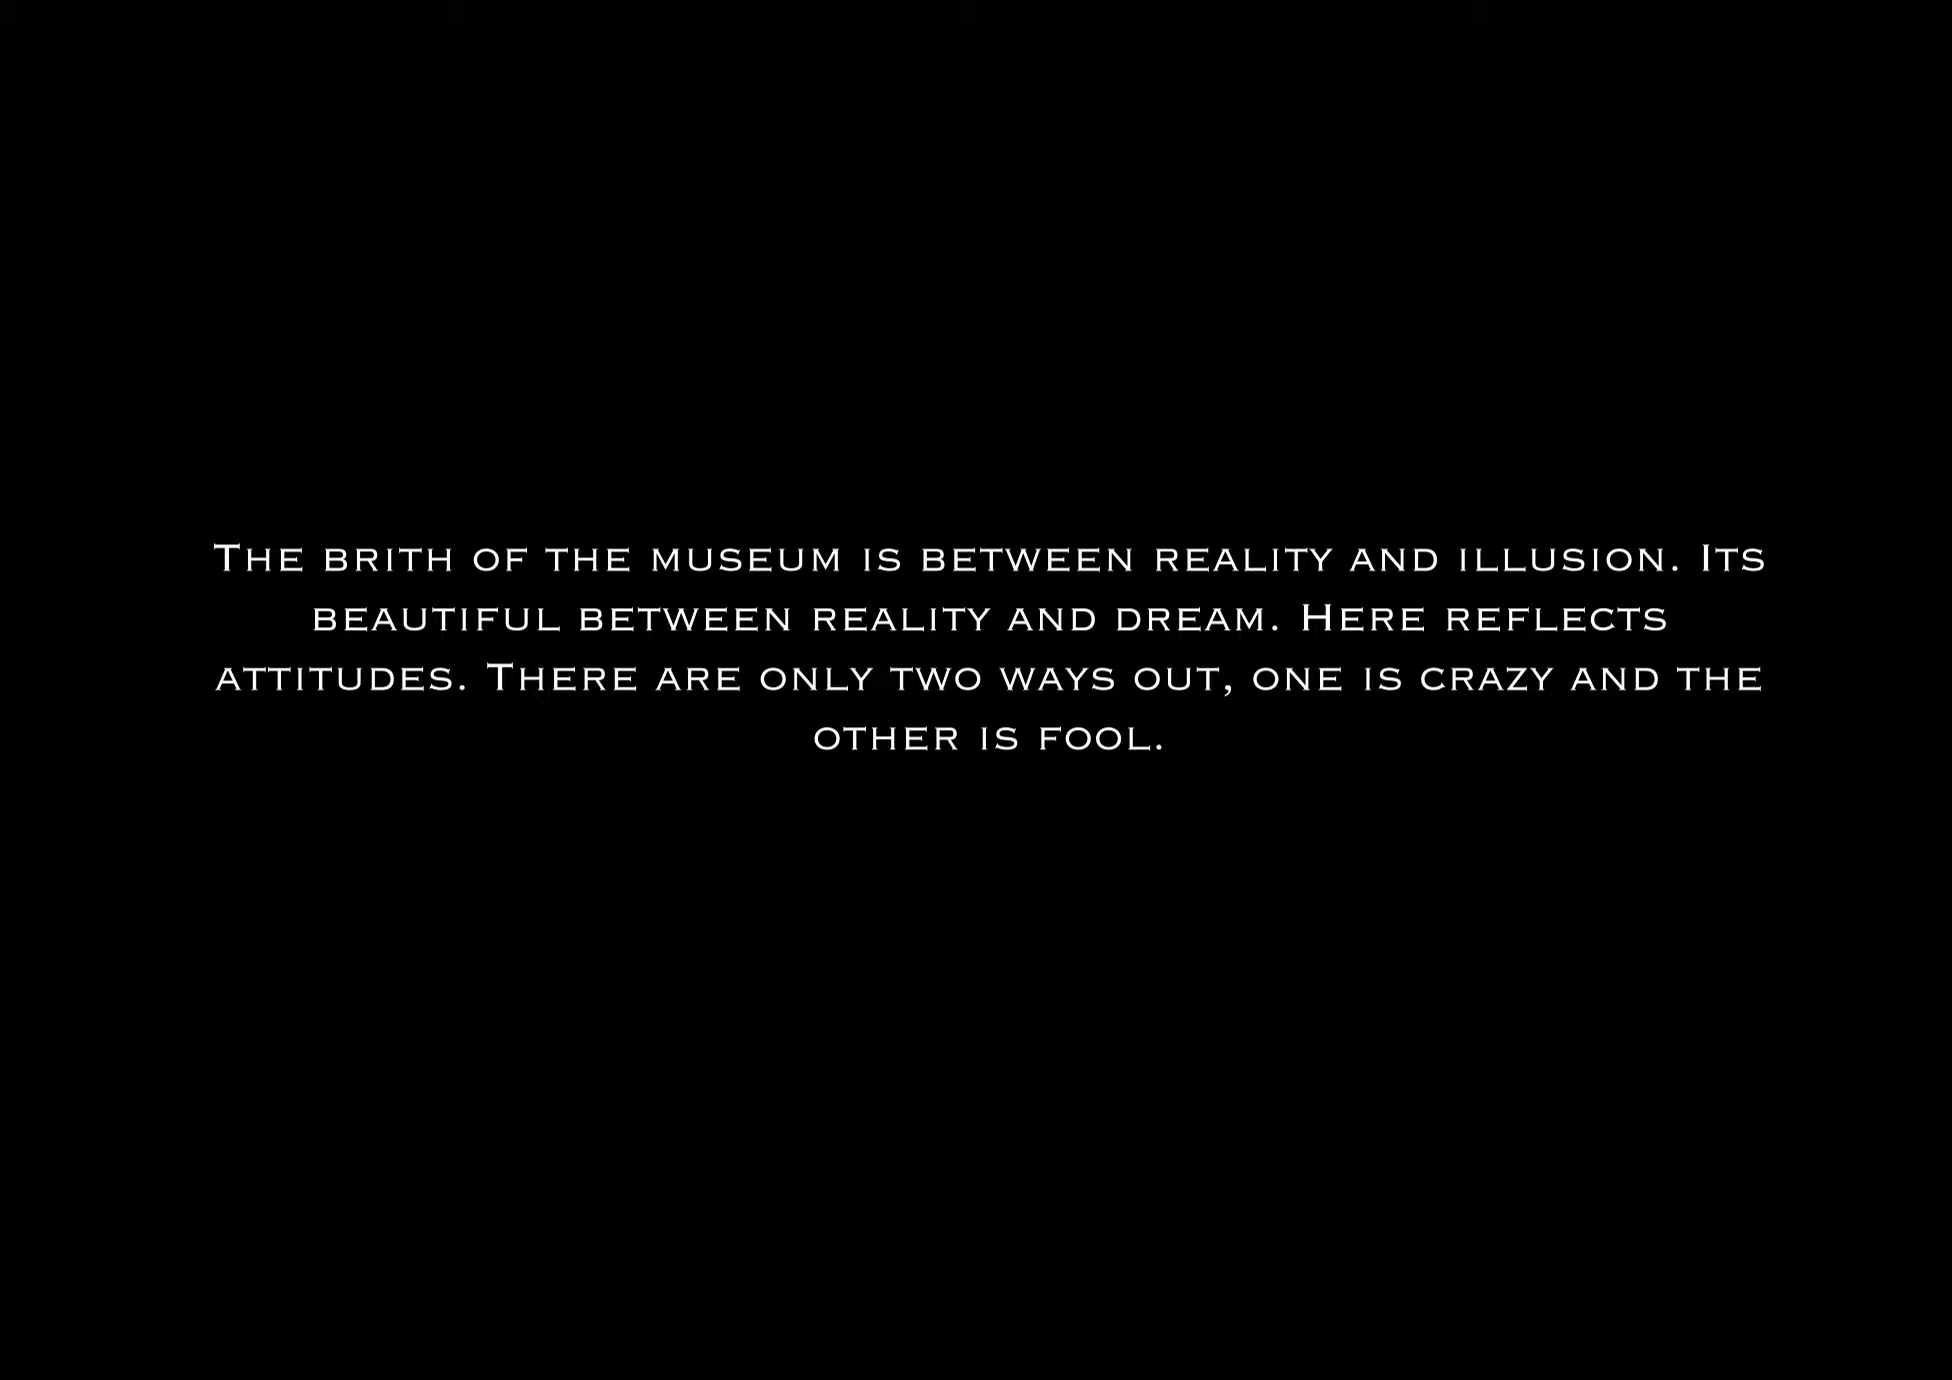 The brith of the museum is between reality and illusion. Its
beautiful between reality and dream. Here reflects
attitudes. There are only two ways out, one is crazy and the
other is fool.